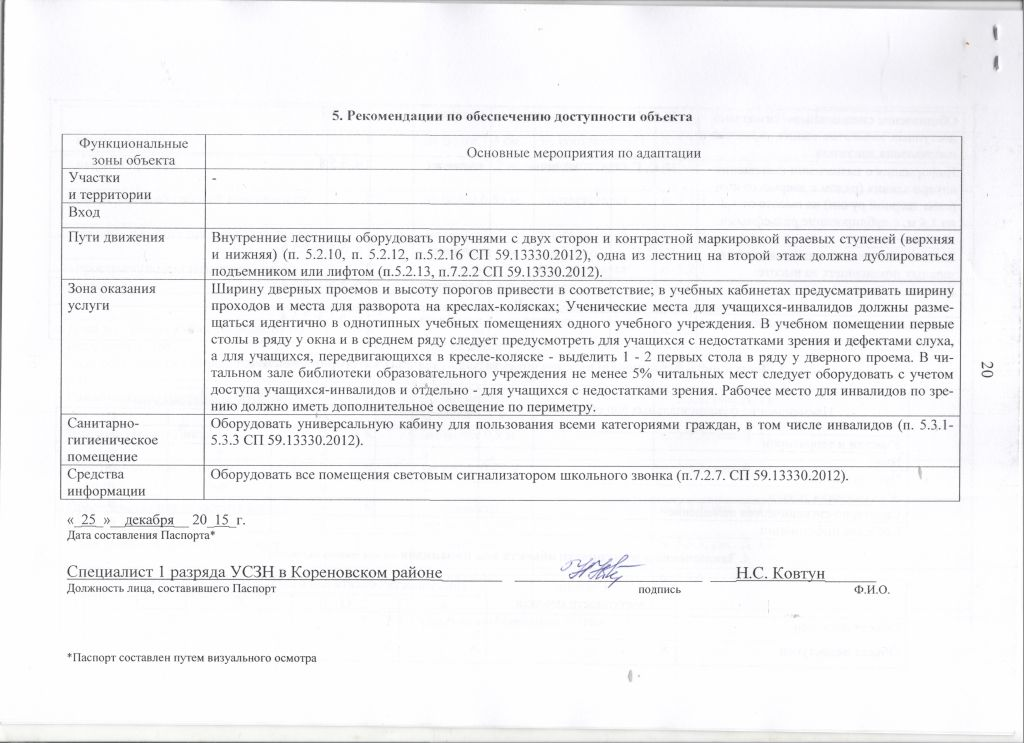 5. Рекомендации по обеспечению доступности объекта
Функциональные
зоны объекта
Основные мероприятия по адаптации
Участки
и территории
-
Вход
Пути движения
Внутренние лестницы оборудовать поручнями с двух сторон и контрастной маркировкой краевых ступеней (верхняя
и нижняя) (п. 5.2.10, п. 5.2.12, п.5.2.16 СП 59.13330.2012), одна из лестниц на второй этаж должна дублироваться
подъемником или лифтом (п.5.2.13, п.7.2.2 СП 59.13330.2012).
Зона оказания
услуги
Ширину дверных проемов и высоту порогов привести в соответствие; в учебных кабинетах предусматривать ширину
проходов и места для разворота на креслах-колясках; Ученические места для учащихся-инвалидов должны разме-
щаться идентично в однотипных учебных помещениях одного учебного учреждения. В учебном помещении первые
столы в ряду у окна и в среднем ряду следует предусмотреть для учащихся с недостатками зрения и дефектами слуха,
а для учащихся, передвигающихся в кресле-коляске - выделить 1 - 2 первых стола в ряду у дверного проема. В чи-
тальном зале библиотеки образовательного учреждения не менее 5% читальных мест следует оборудовать с учетом
доступа учащихся-инвалидов и отдельно - для учащихся с недостатками зрения. Рабочее место для инвалидов по зре-
нию должно иметь дополнительное освещение по периметру.
Санитарно-
гигиеническое
помещение
Оборудовать универсальную кабину для пользования всеми категориями граждан, в том числе инвалидов (п. 5.3.1-
5.3.3 СП 59.13330.2012).
Средства
информации
Оборудовать все помещения световым сигнализатором школьного звонка (п.7.2.7. СП 59.13330.2012).
20
« 25 » декабря 20 15 г.
Дата составления Паспорта*
Специалист 1 разряда УСЗН в Кореновском районе Н.С. Ковтун
Должность лица, составившего Паспорт подпись Ф.И.О.
*Паспорт составлен путем визуального осмотра